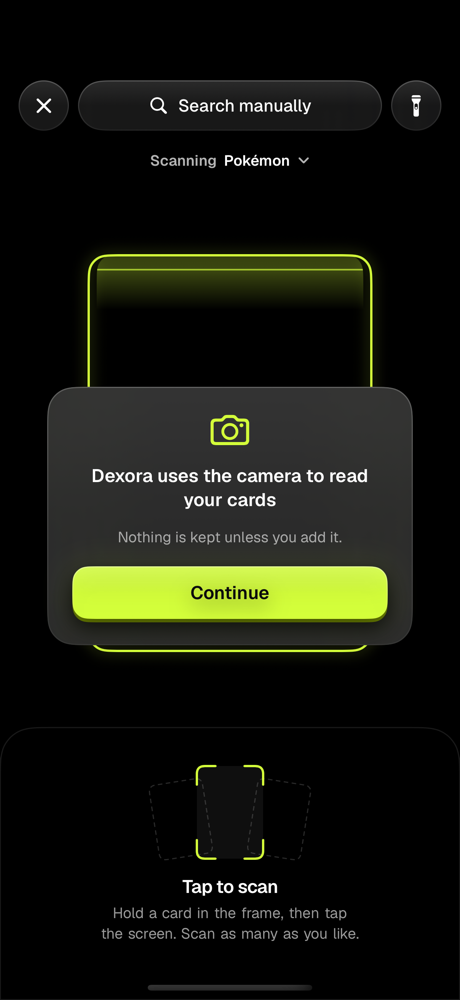 Search manually
Scanning Pokémon
Dexora uses the camera to read
your cards
Nothing is kept unless you add it.
Continue
Tap to scan
Hold a card in the frame, then tap
the screen. Scan as many as you like.